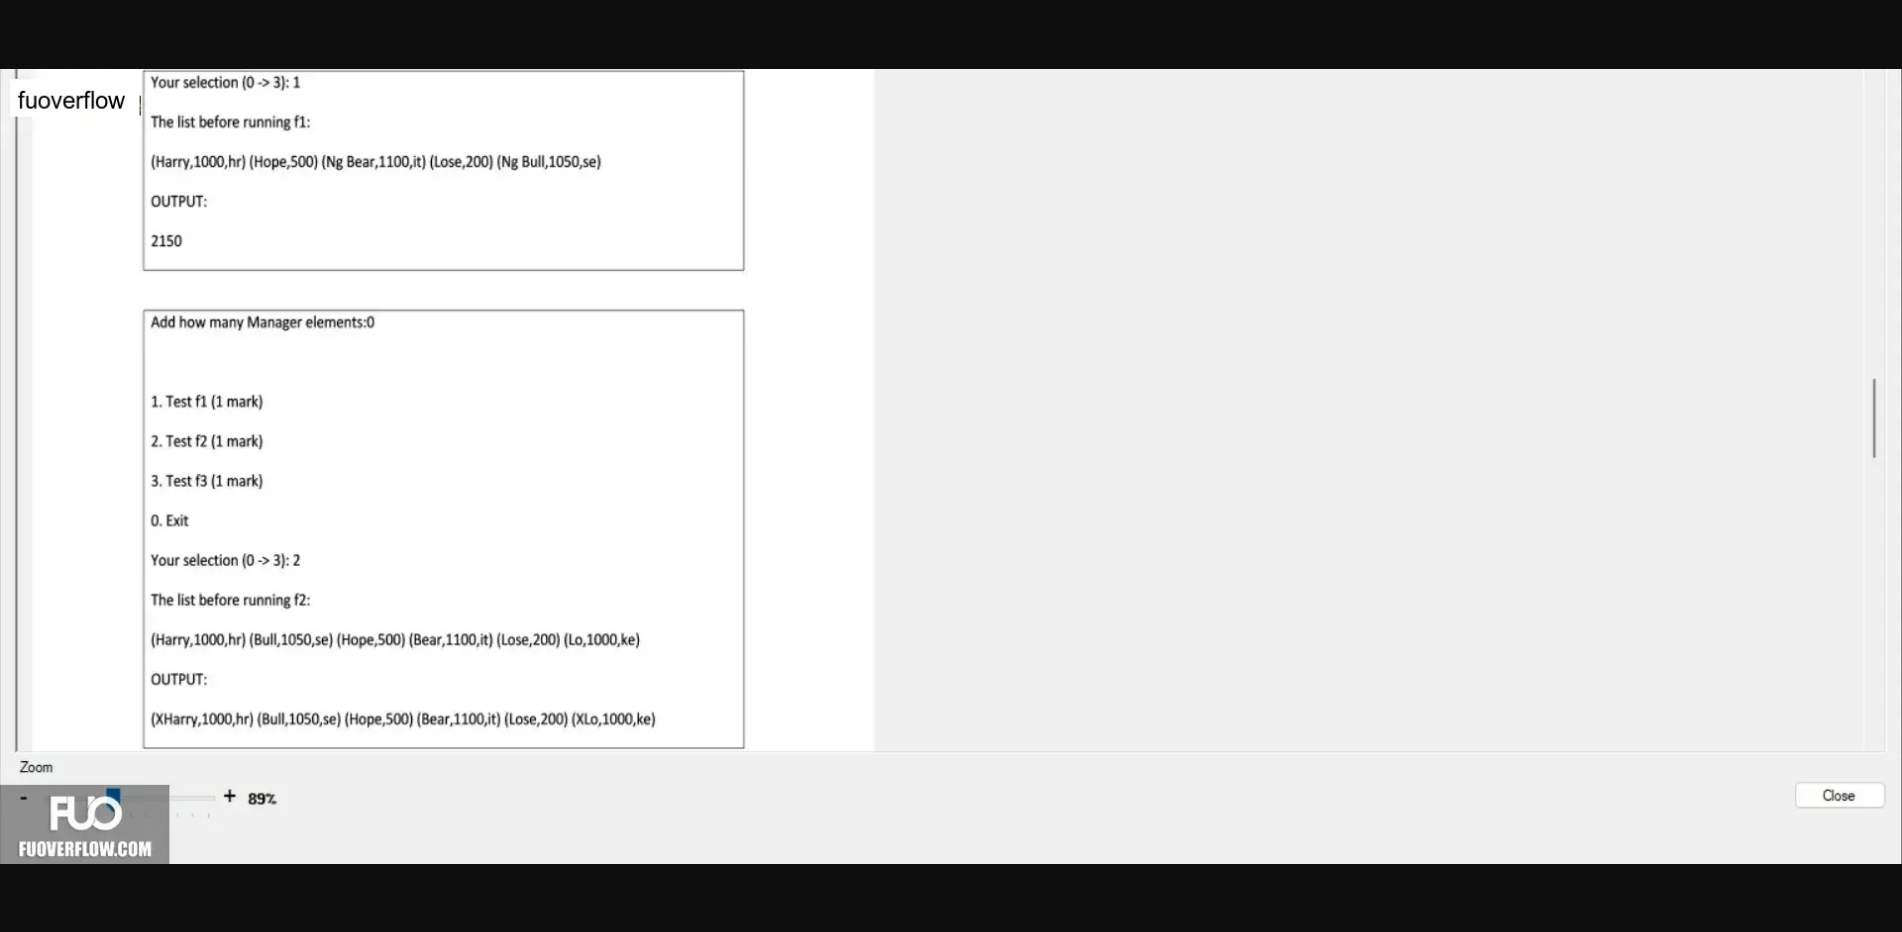 Your selection (0 -> 3): 1
fuoverflow
The list before running f1:
(Harry,1000,hr) (Hope,500) (Ng Bear,1100,it) (Lose,200) (Ng Bull,1050,se)
OUTPUT:
2150
Add how many Manager elements:0
1. Test f1 (1 mark)
2. Test f2 (1 mark)
3. Test f3 (1 mark)
0. Exit
Your selection (0 -> 3): 2
The list before running f2:
(Harry,1000,hr) (Bull,1050,se) (Hope,500) (Bear,1100,it) (Lose,200) (Lo,1000,ke)
OUTPUT:
(XHarry,1000,hr) (Bull,1050,se) (Hope,500) (Bear,1100,it) (Lose,200) (XLo,1000,ke)
Zoom
- + 89%
Close
FUO
FUOVERFLOW.COM